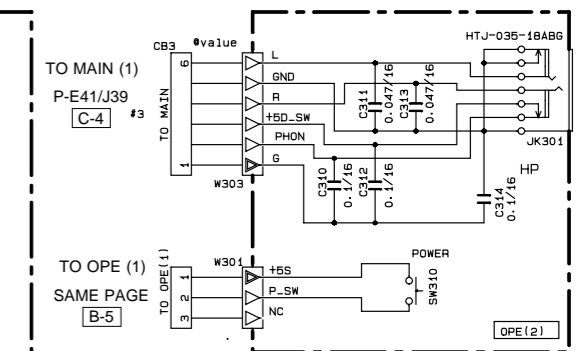 TO MAIN (1)
P-E41/J39
C-4
#3
CB3
@value
6
1
TO MAIN
W303
L
GND
R
+5D_SW
PHON
G
C311
0.047/16
C313
0.047/16
C310
0.1/16
C312
0.1/16
C314
0.1/16
HTJ-035-18ABG
JK301
HP
TO OPE (1)
SAME PAGE
B-5
TO OPE(1)
1
2
3
W301
+5S
P_SW
NC
POWER
SW310
OPE(2)